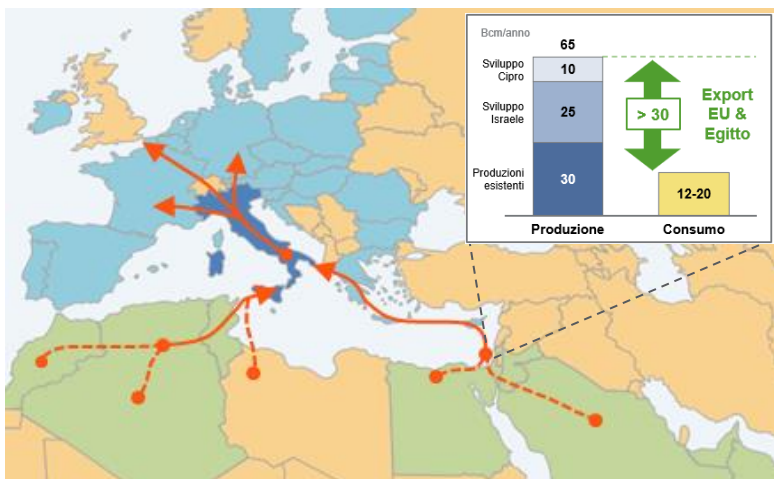 Bcm/anno
65
Sviluppo
Cipro
10
Sviluppo
Israele
25
Produzioni
esistenti
30
> 30
Export
EU &
Egitto
12-20
Produzione
Consumo